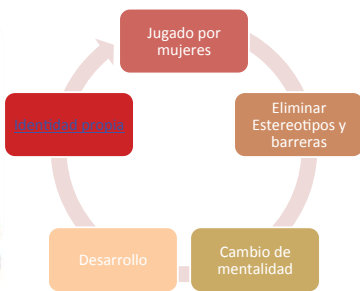 Jugado por
mujeres
Eliminar
Estereotipos y
barreras
Cambio de
mentalidad
Desarrollo
Identidad propia